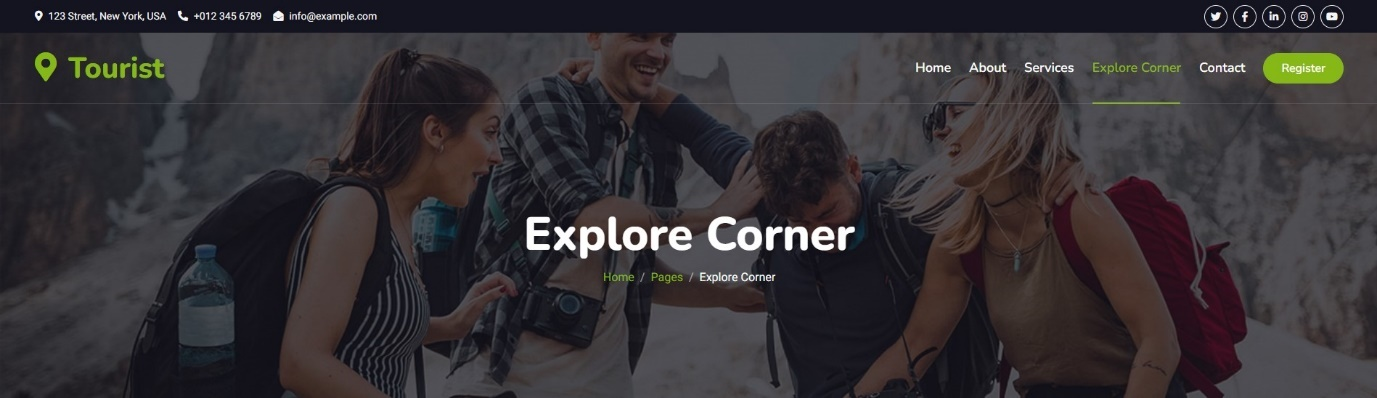 123 Street, New York, USA +012 345 6789 info@example.com
Tourist
Home About Services Explore Corner Contact Register
Explore Corner
Home / Pages / Explore Corner